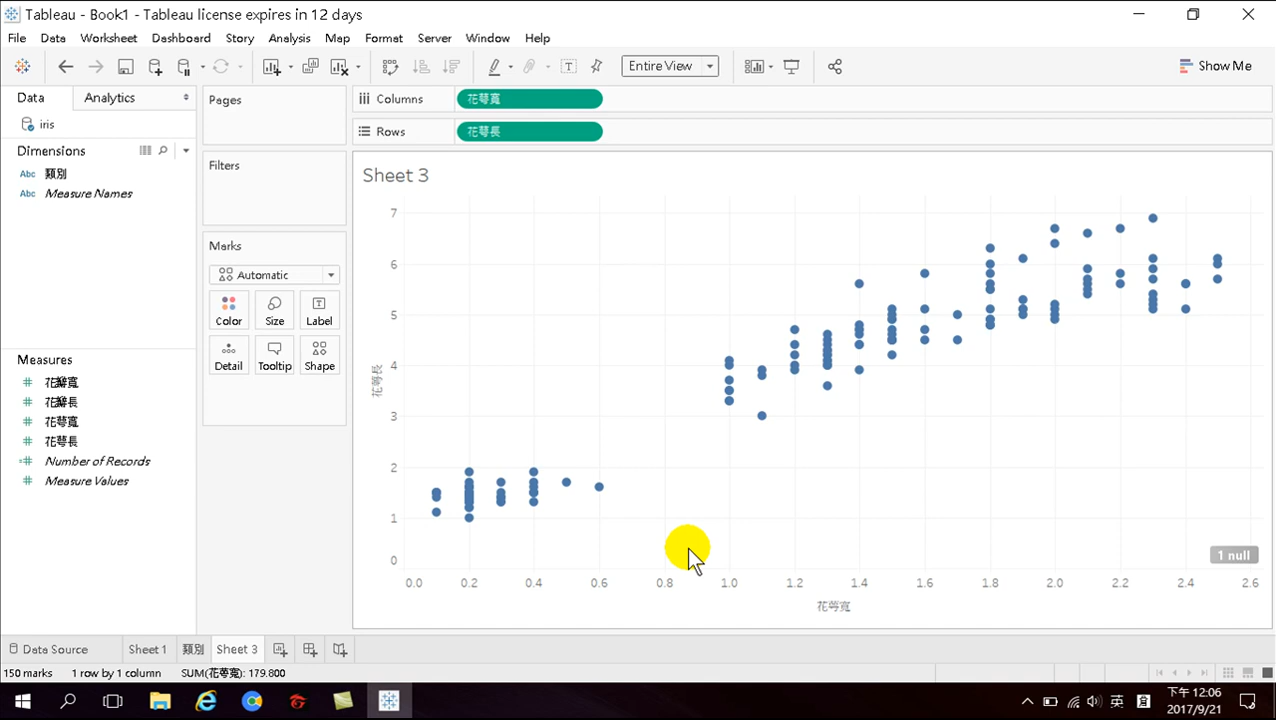 Tableau - Book1 - Tableau license expires in 12 days
File Data Worksheet Dashboard Story Analysis Map Format Server Window Help
Entire View
Show Me
Data Analytics
Pages
Columns 花萼寬
iris
Rows 花萼長
Dimensions
Filters
Abc 類別
Abc Measure Names
Sheet 3
Marks
Automatic
Color Size Label
Detail Tooltip Shape
Measures
花瓣寬
花瓣長
花萼寬
花萼長
Number of Records
Measure Values
7
6
5
4
3
2
1
0
花萼長
1 null
0.0 0.2 0.4 0.6 0.8 1.0 1.2 1.4 1.6 1.8 2.0 2.2 2.4 2.6
花萼寬
Data Source Sheet 1 類別 Sheet 3
150 marks 1 row by 1 column SUM(花萼寬): 179.800
英
下午 12:06
2017/9/21